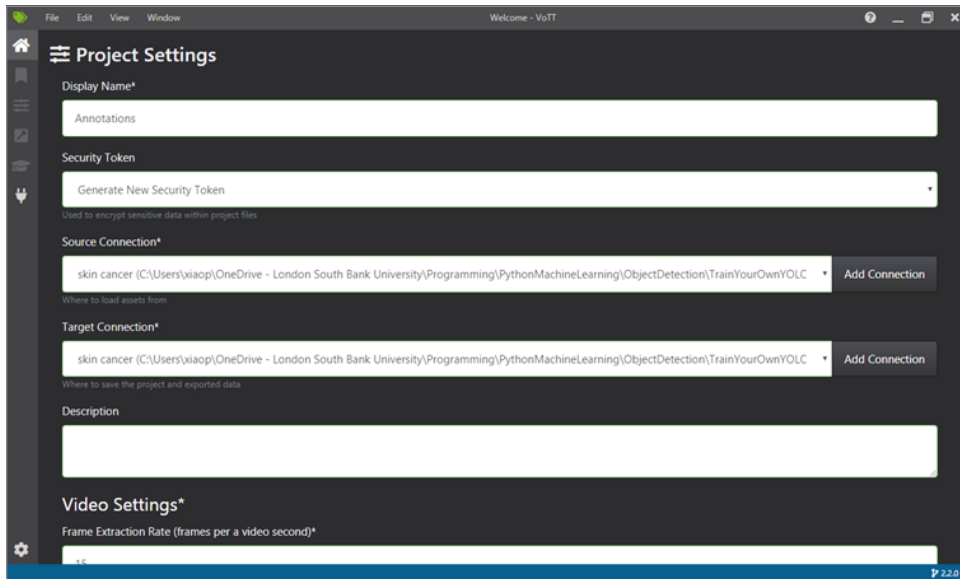 File Edit View Window Welcome - VoTT
Project Settings
Display Name*
Annotations
Security Token
Generate New Security Token
Used to encrypt sensitive data within project files
Source Connection*
skin cancer (C:\Users\xiaop\OneDrive - London South Bank University\Programming\PythonMachineLearning\ObjectDetection\TrainYourOwnYOLC Add Connection
Where to load assets from
Target Connection*
skin cancer (C:\Users\xiaop\OneDrive - London South Bank University\Programming\PythonMachineLearning\ObjectDetection\TrainYourOwnYOLC Add Connection
Where to save the project and exported data
Description
Video Settings*
Frame Extraction Rate (frames per a video second)*
15
2.2.0